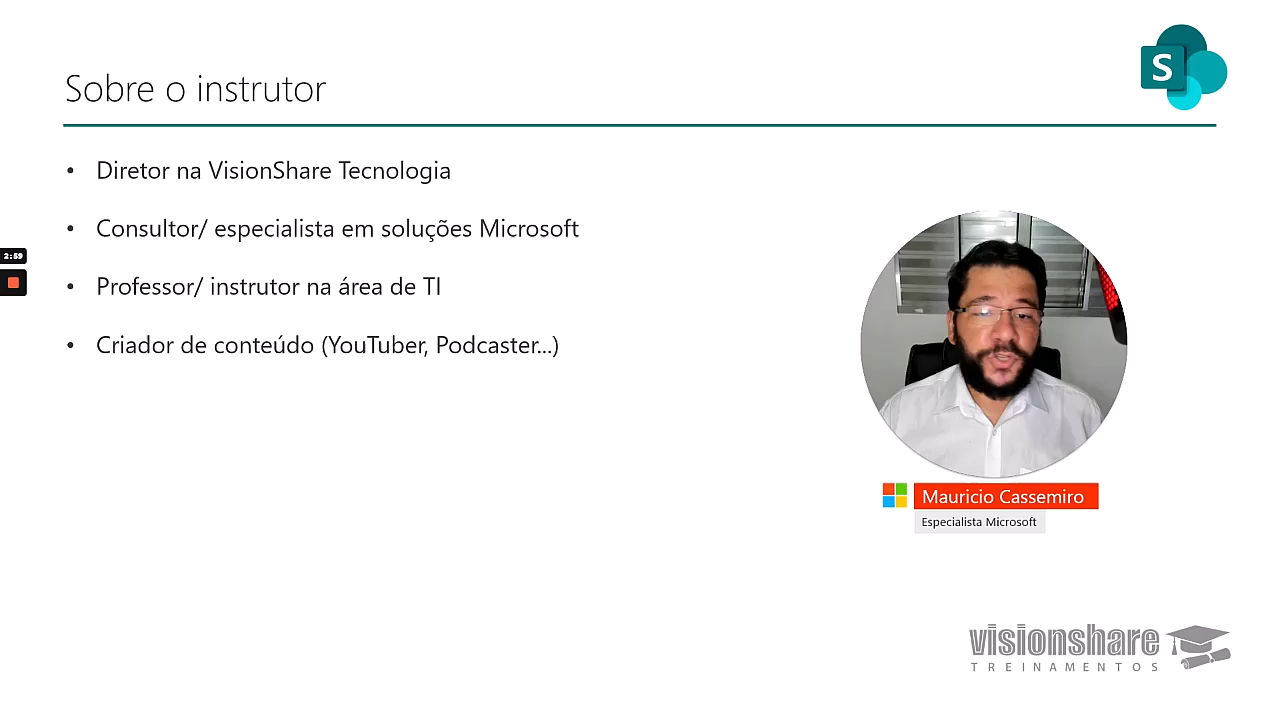 Sobre o instrutor
S
• Diretor na VisionShare Tecnologia
• Consultor/ especialista em soluções Microsoft
2:59
• Professor/ instrutor na área de TI
• Criador de conteúdo (YouTuber, Podcaster...)
Mauricio Cassemiro
Especialista Microsoft
visionshare
TREINAMENTOS